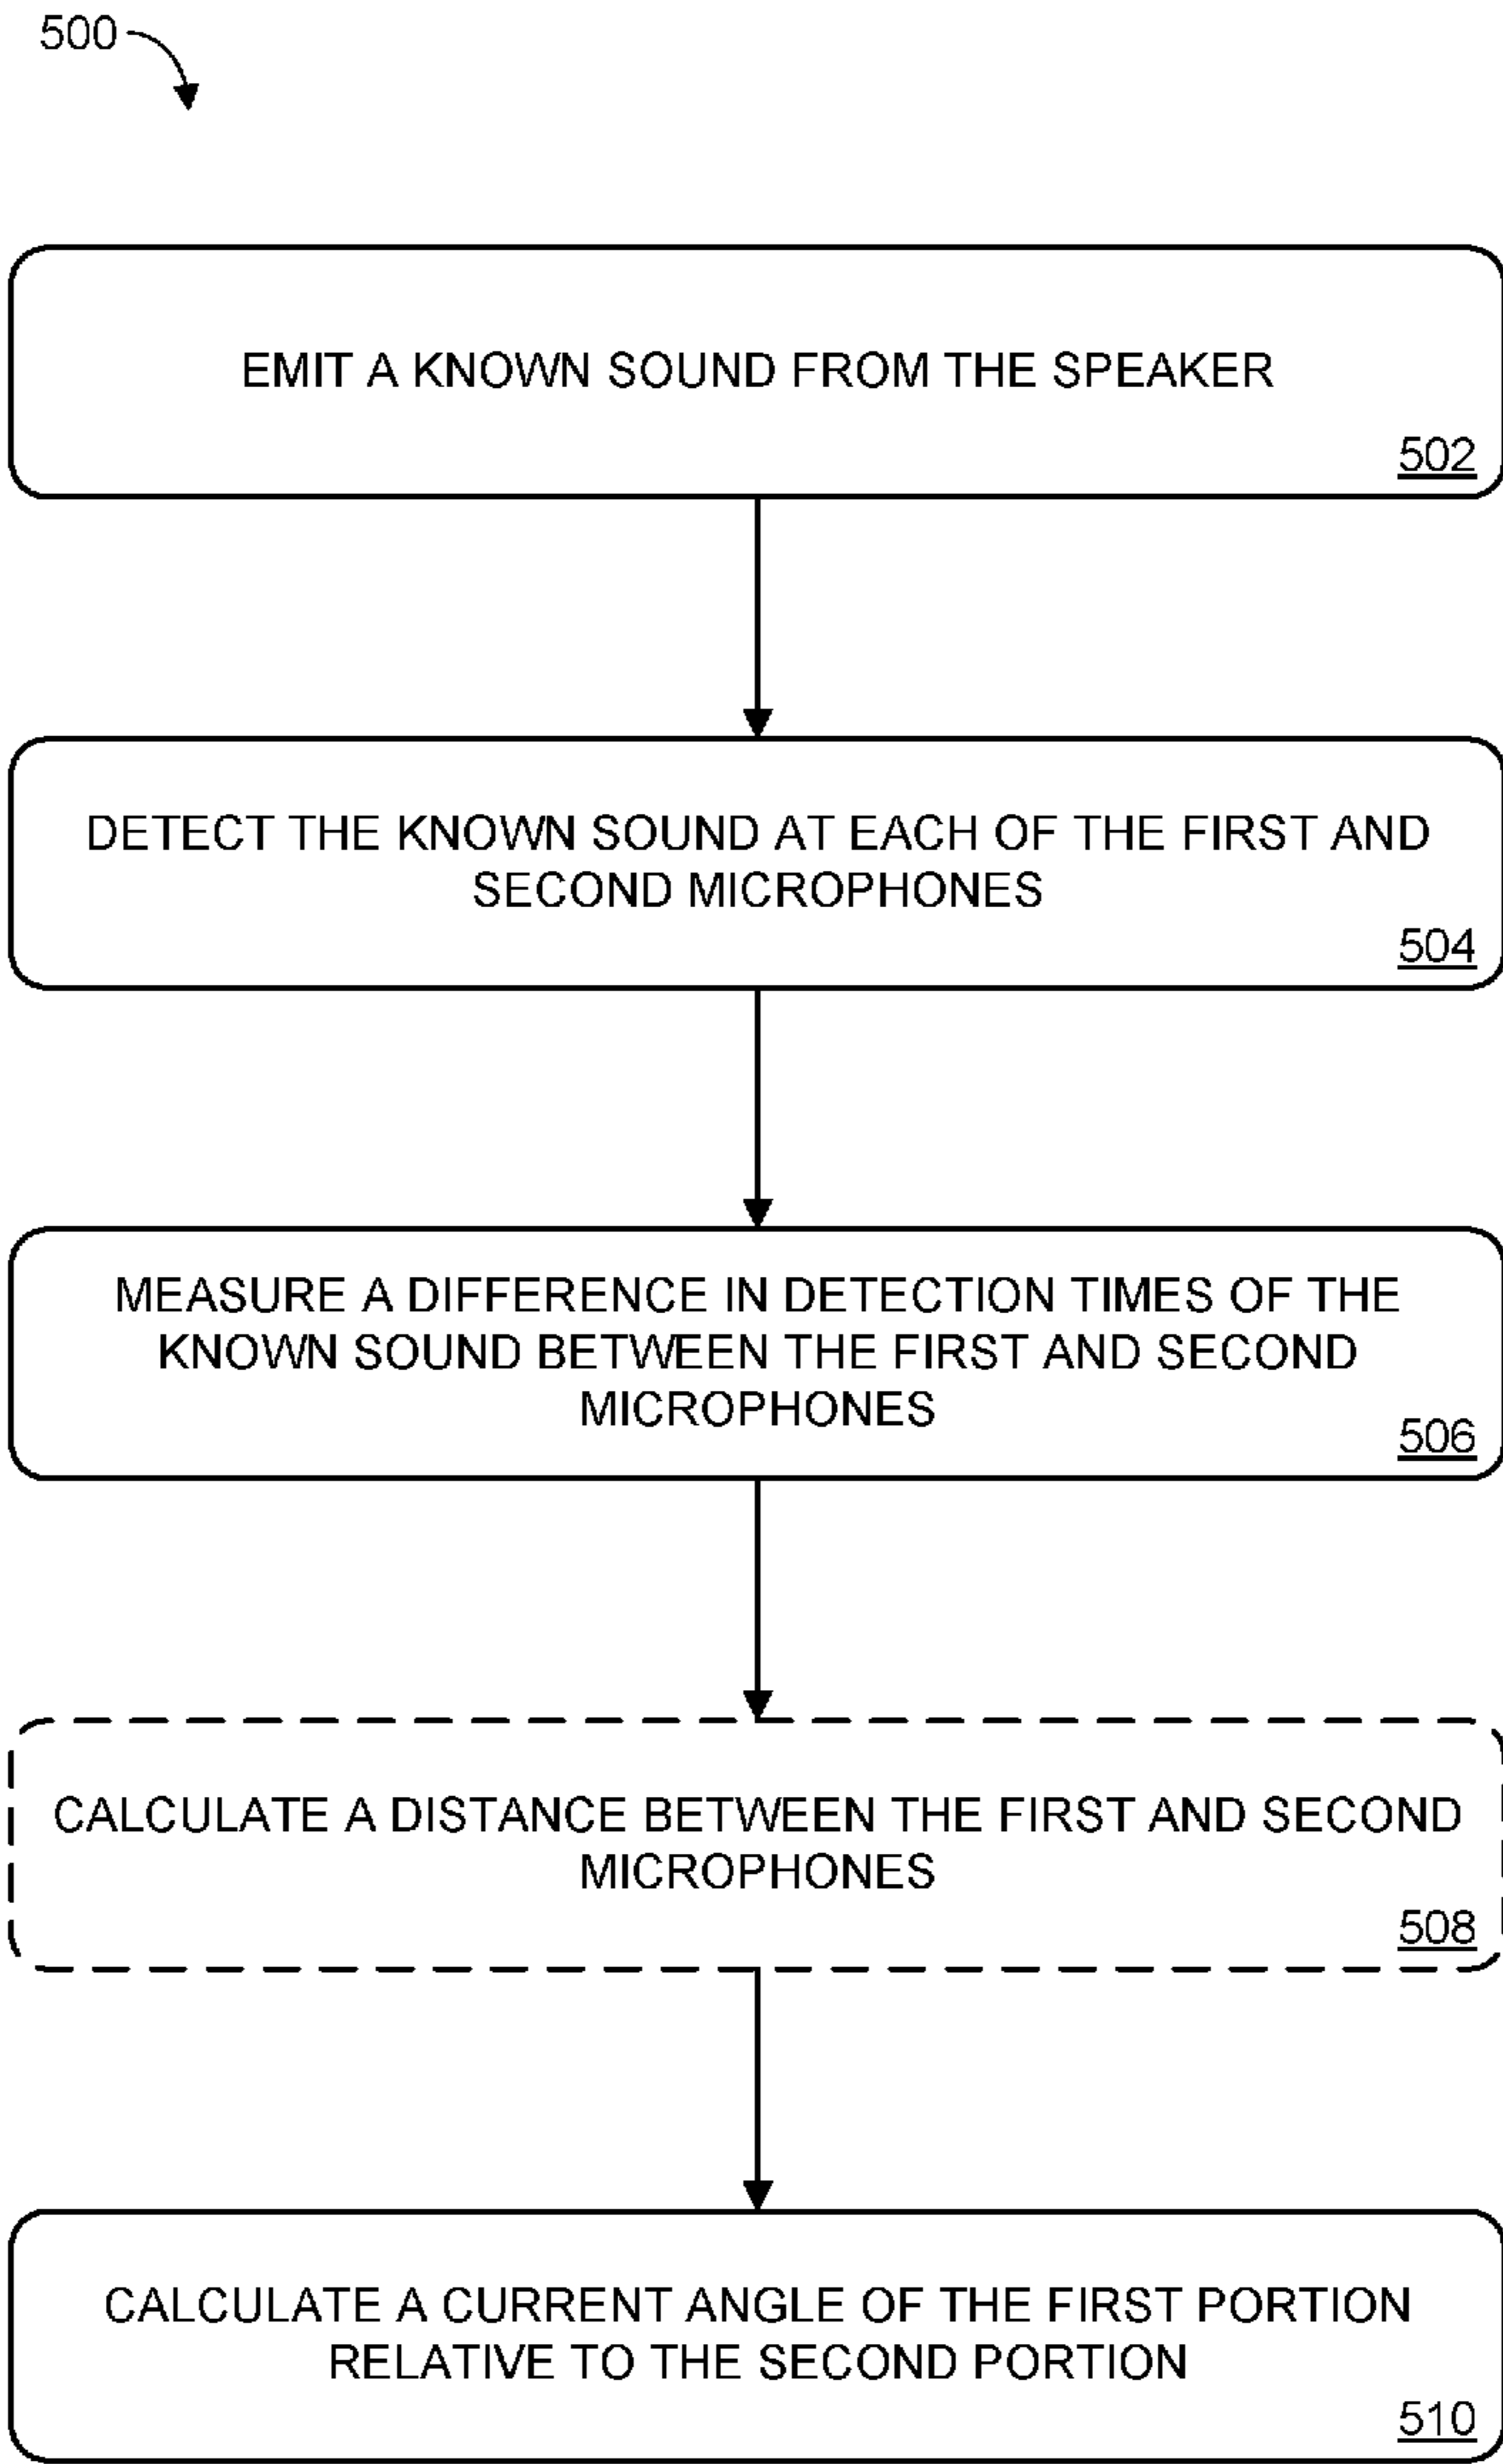 500
EMIT A KNOWN SOUND FROM THE SPEAKER
502
DETECT THE KNOWN SOUND AT EACH OF THE FIRST AND
SECOND MICROPHONES
504
MEASURE A DIFFERENCE IN DETECTION TIMES OF THE
KNOWN SOUND BETWEEN THE FIRST AND SECOND
MICROPHONES
506
CALCULATE A DISTANCE BETWEEN THE FIRST AND SECOND
MICROPHONES
508
CALCULATE A CURRENT ANGLE OF THE FIRST PORTION
RELATIVE TO THE SECOND PORTION
510